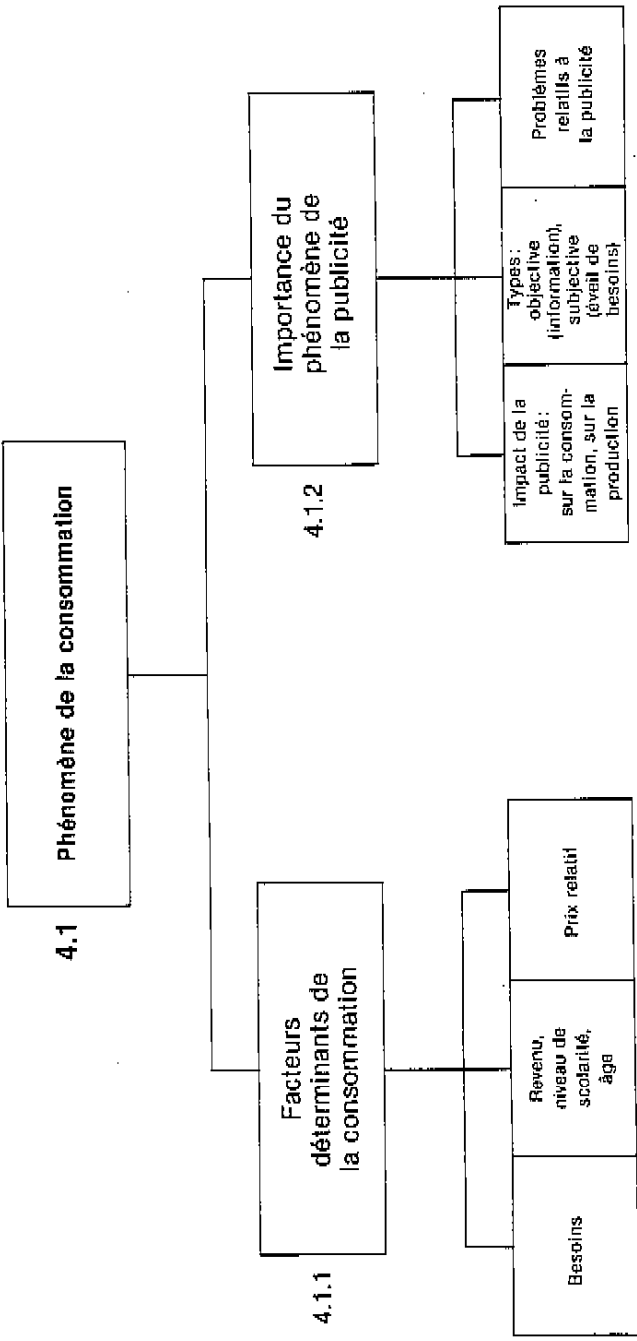 4.1
Phénomène de la consommation
4.1.1
Facteurs
déterminants de
la consommation
Besoins
Revenu,
niveau de
scolarité,
âge
Prix relatif
4.1.2
Importance du
phénomène de
la publicité
Impact de la
publicité:
sur la consom-
mation, sur la
production
Types:
objective
(information),
subjective
(éveil de
besoins)
Problèmes
relatifs à
la publicité